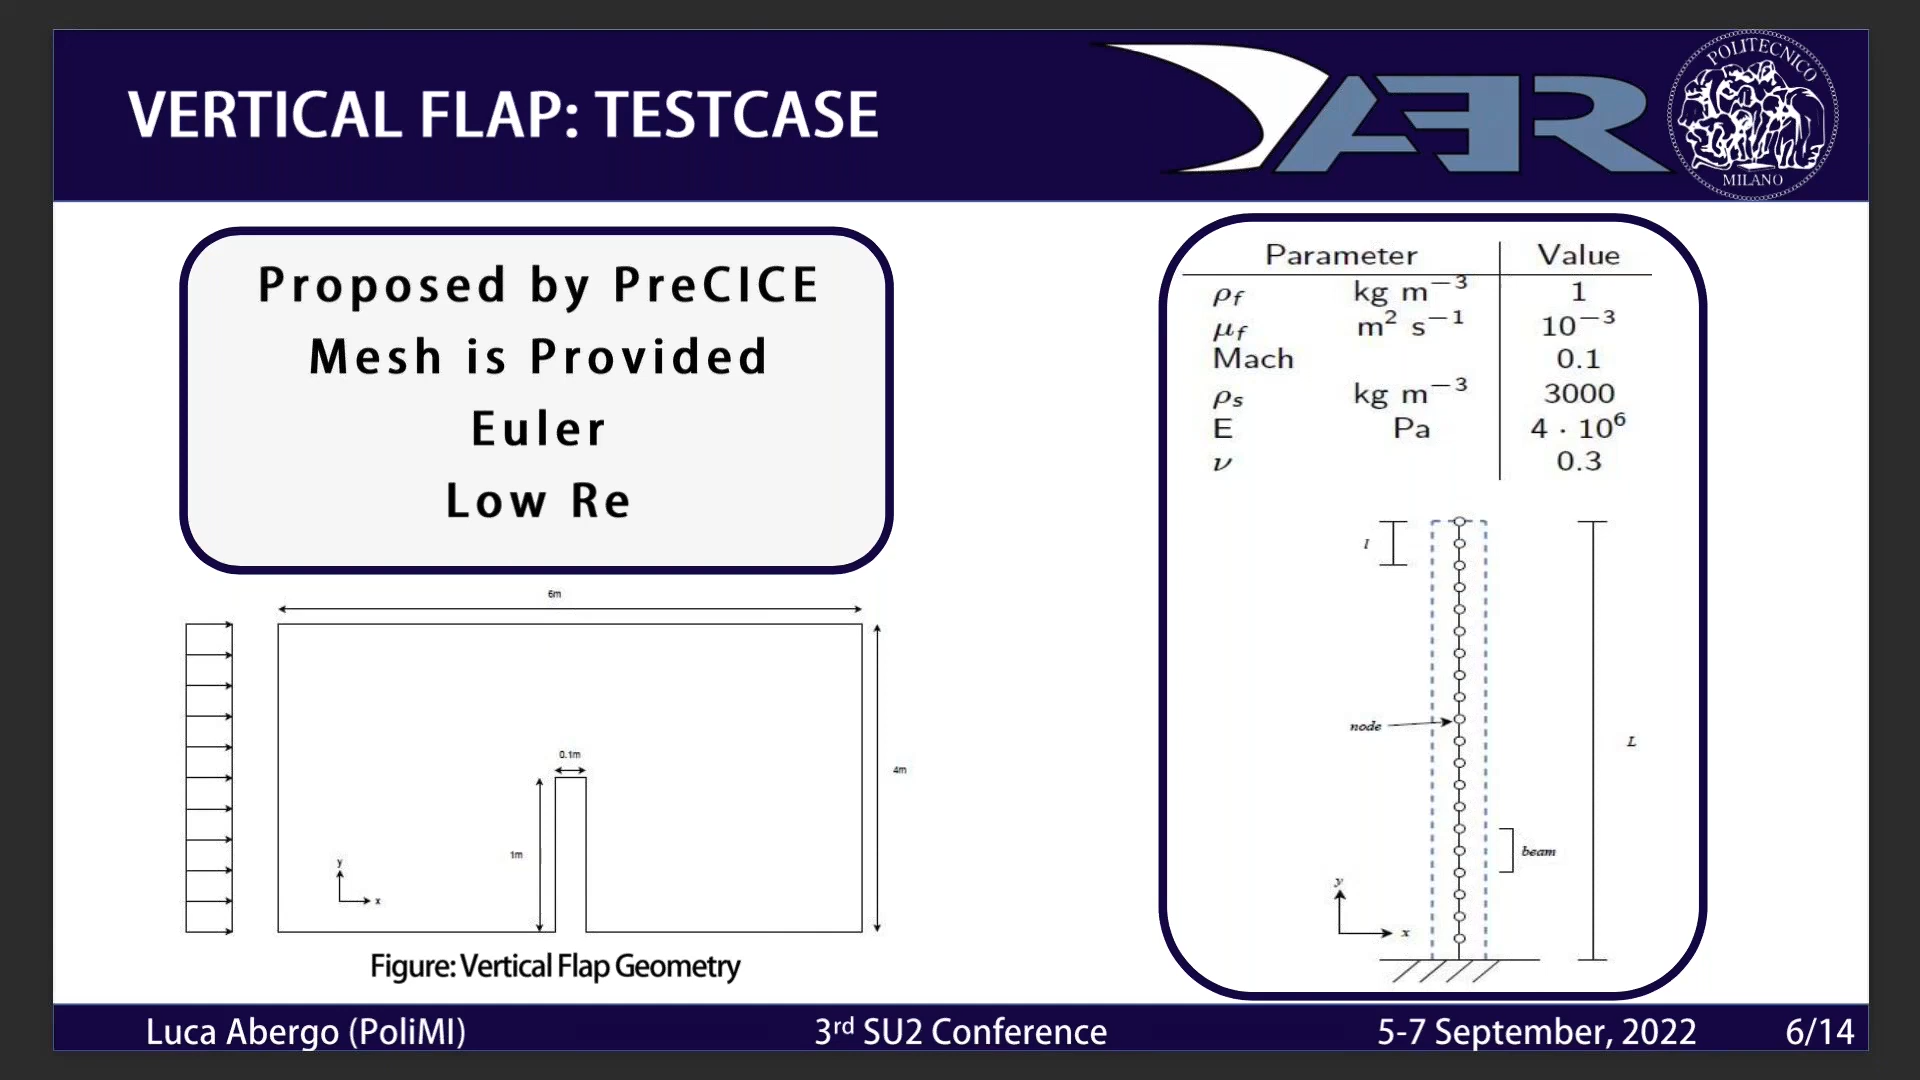 VERTICAL FLAP: TESTCASE
POLITECNICO
MILANO
Proposed by PreCICE
Mesh is Provided
Euler
Low Re
6m
0.1m
4m
1m
y
x
Figure: Vertical Flap Geometry
Parameter Value
ρf kg m⁻³ 1
μf m² s⁻¹ 10⁻³
Mach 0.1
ρs kg m⁻³ 3000
E Pa 4 · 10⁶
ν 0.3
l
node
L
beam
y
x
Luca Abergo (PoliMI) 3rd SU2 Conference 5-7 September, 2022 6/14